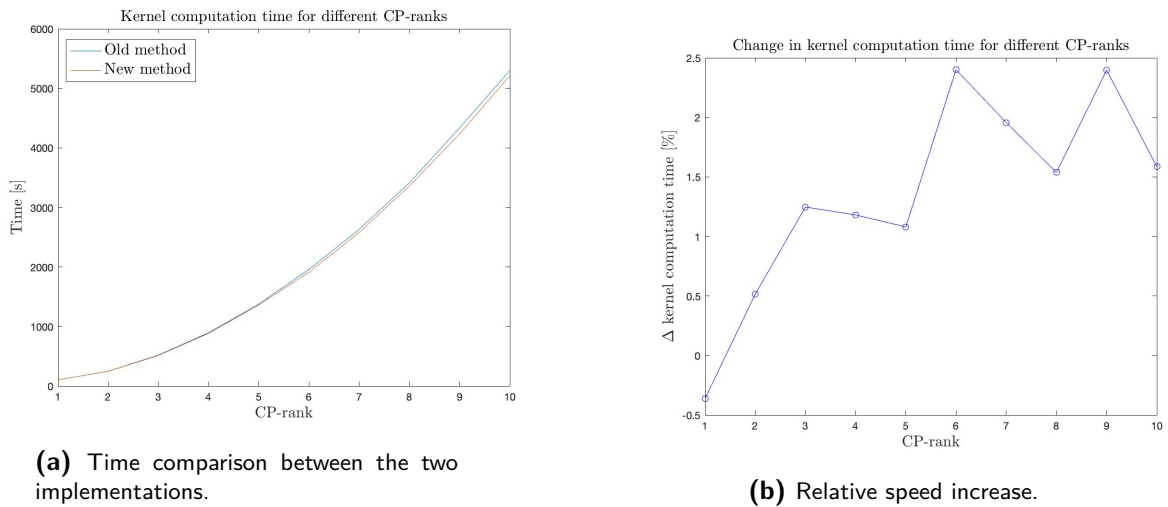 Kernel computation time for different CP-ranks
6000
5000
4000
3000
2000
1000
0
Time [s]
Old method
New method
1 2 3 4 5 6 7 8 9 10
CP-rank
(a) Time comparison between the two
implementations.
Change in kernel computation time for different CP-ranks
2.5
2
1.5
1
0.5
0
-0.5
Δ kernel computation time [%]
1 2 3 4 5 6 7 8 9 10
CP-rank
(b) Relative speed increase.